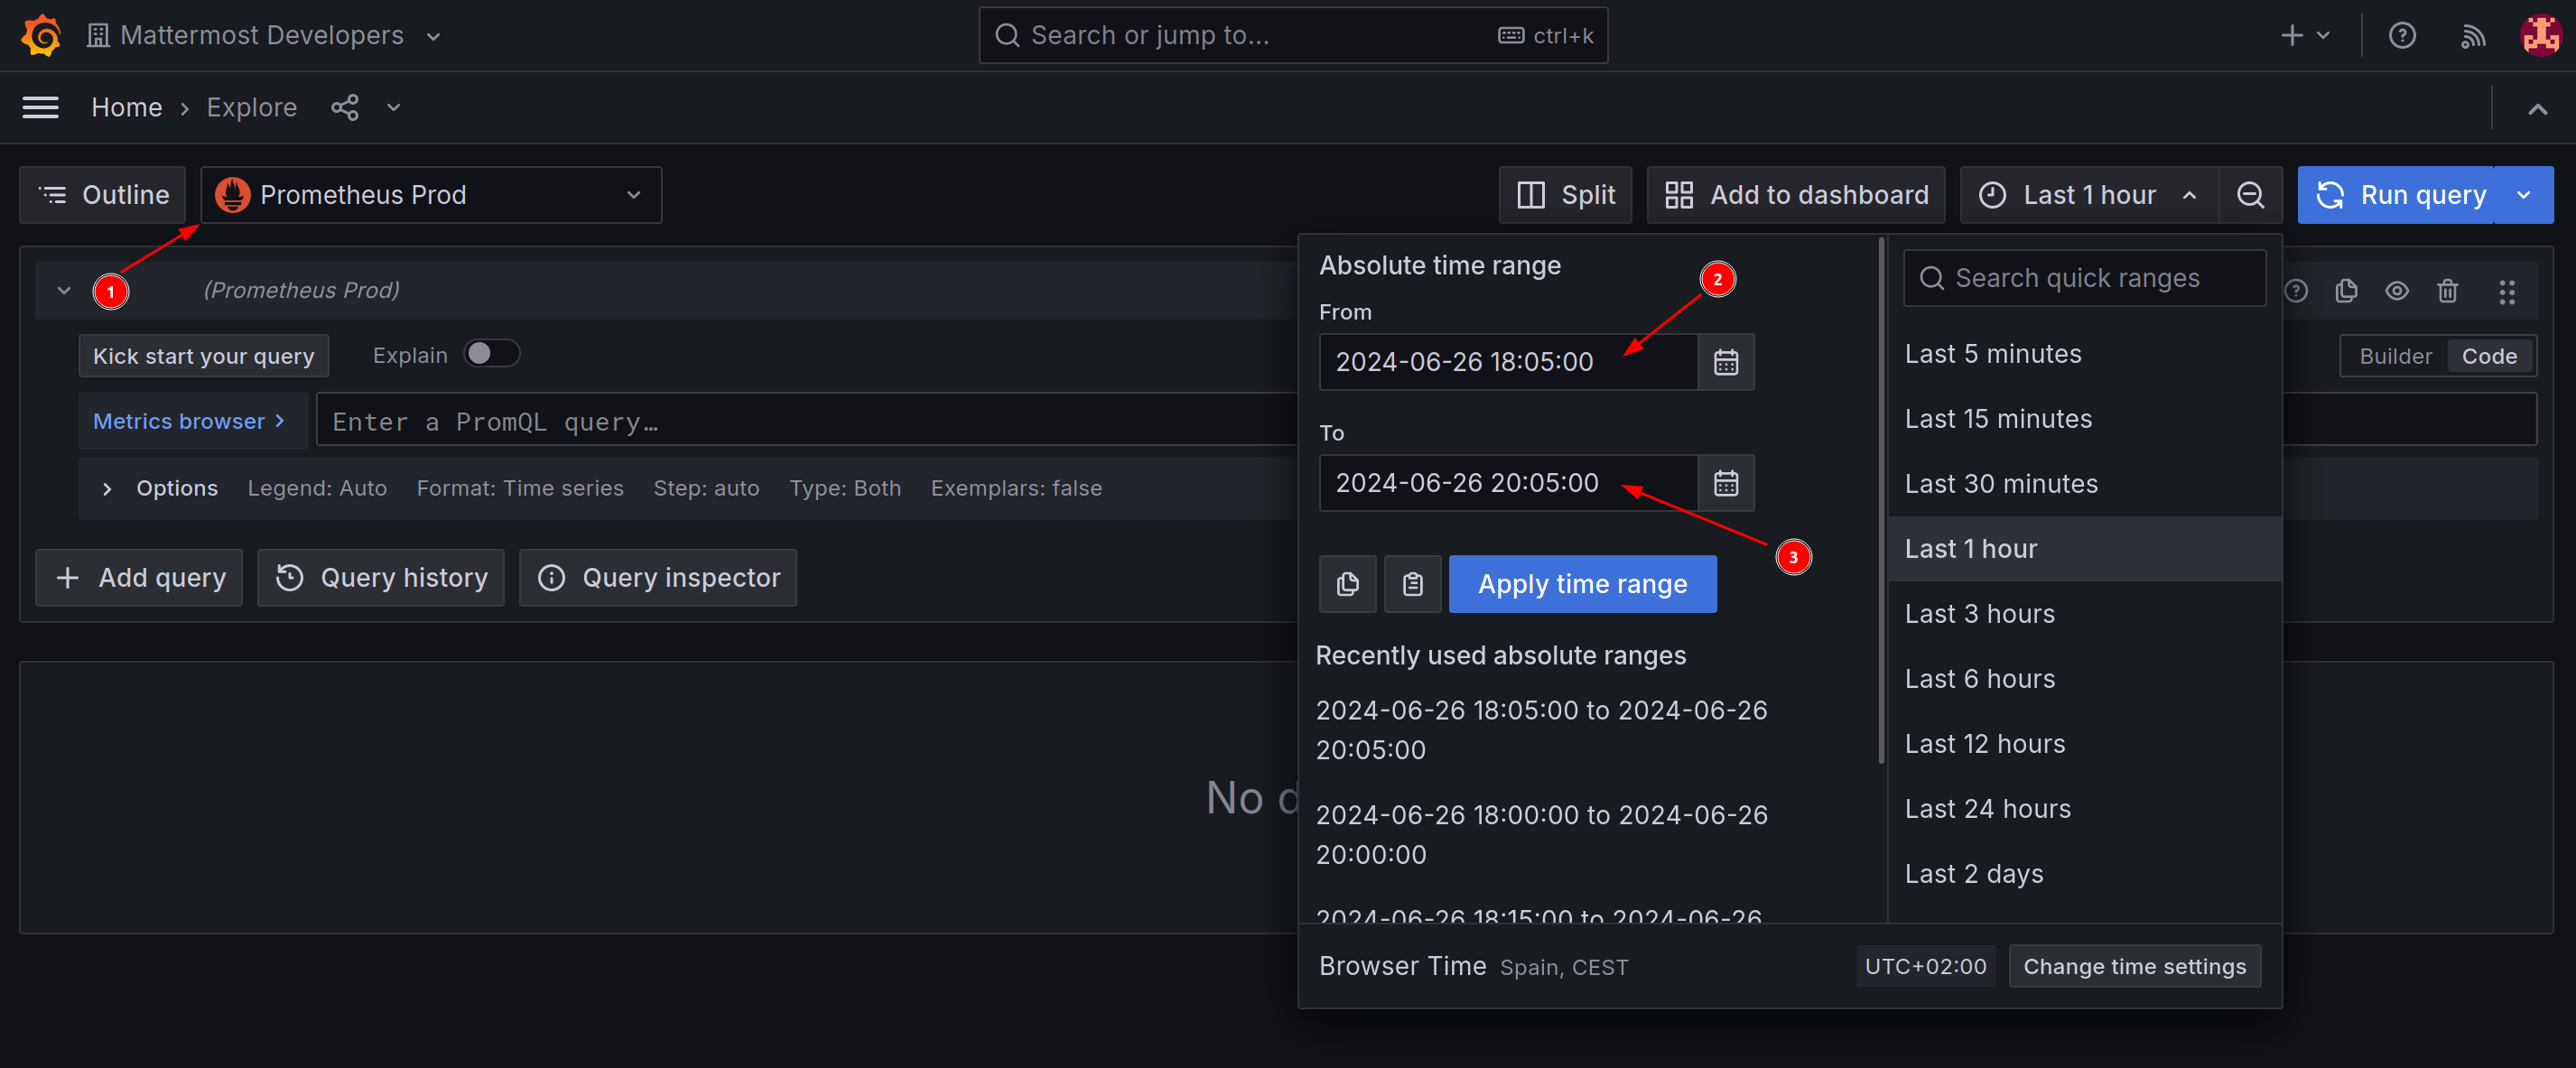 Mattermost Developers
Search or jump to...
ctrl+k
Home
Explore
Outline
Prometheus Prod
Split
Add to dashboard
Last 1 hour
Run query
1
(Prometheus Prod)
Kick start your query
Explain
Builder
Code
Metrics browser
Enter a PromQL query…
Options
Legend: Auto
Format: Time series
Step: auto
Type: Both
Exemplars: false
Add query
Query history
Query inspector
No d
Absolute time range
2
From
2024-06-26 18:05:00
To
2024-06-26 20:05:00
3
Apply time range
Recently used absolute ranges
2024-06-26 18:05:00 to 2024-06-26
20:05:00
2024-06-26 18:00:00 to 2024-06-26
20:00:00
2024-06-26 18:15:00 to 2024-06-26
Search quick ranges
Last 5 minutes
Last 15 minutes
Last 30 minutes
Last 1 hour
Last 3 hours
Last 6 hours
Last 12 hours
Last 24 hours
Last 2 days
Browser Time
Spain, CEST
UTC+02:00
Change time settings